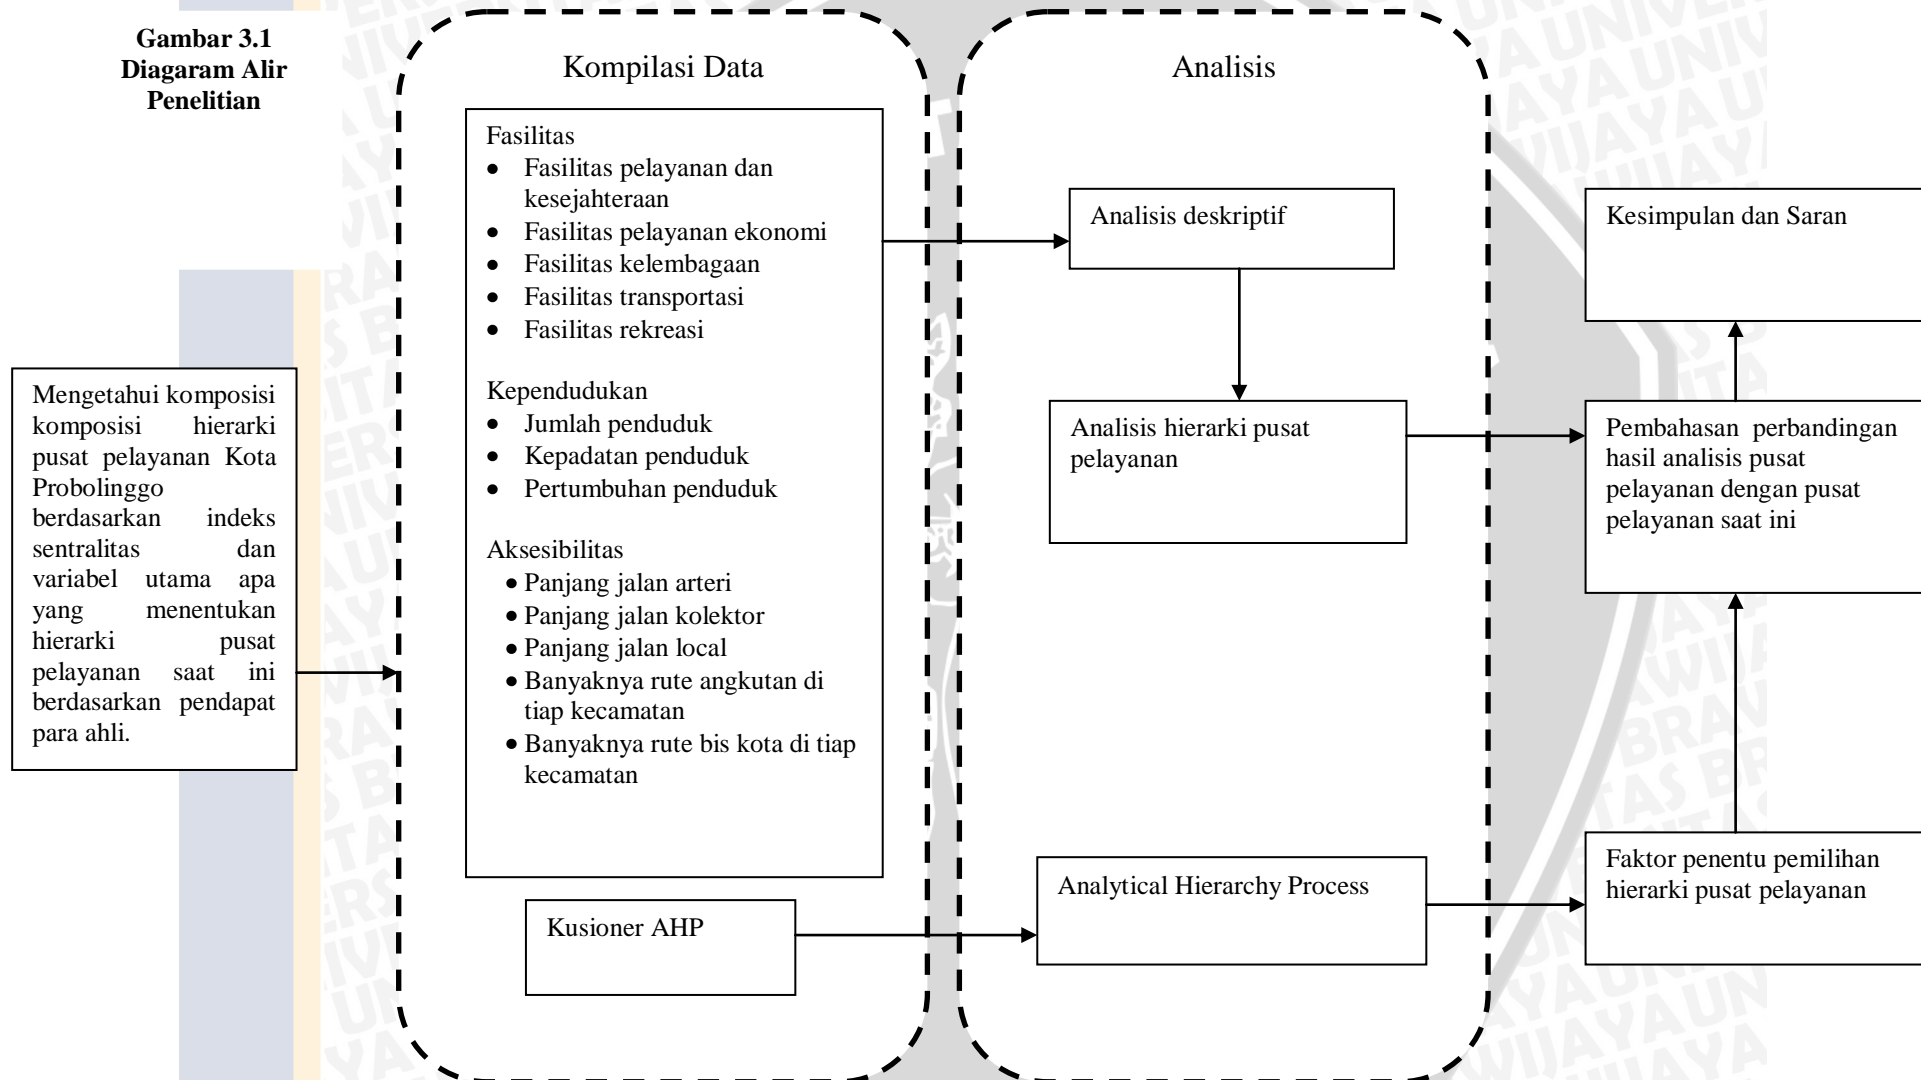 Gambar 3.1
Diagaram Alir
Penelitian
Mengetahui komposisi
komposisi hierarki
pusat pelayanan Kota
Probolinggo
berdasarkan indeks
sentralitas dan
variabel utama apa
yang menentukan
hierarki pusat
pelayanan saat ini
berdasarkan pendapat
para ahli.
Kompilasi Data
Fasilitas
• Fasilitas pelayanan dan
kesejahteraan
• Fasilitas pelayanan ekonomi
• Fasilitas kelembagaan
• Fasilitas transportasi
• Fasilitas rekreasi
Kependudukan
• Jumlah penduduk
• Kepadatan penduduk
• Pertumbuhan penduduk
Aksesibilitas
• Panjang jalan arteri
• Panjang jalan kolektor
• Panjang jalan local
• Banyaknya rute angkutan di
tiap kecamatan
• Banyaknya rute bis kota di tiap
kecamatan
Kusioner AHP
Analisis
Analisis deskriptif
Analisis hierarki pusat
pelayanan
Analytical Hierarchy Process
Kesimpulan dan Saran
Pembahasan perbandingan
hasil analisis pusat
pelayanan dengan pusat
pelayanan saat ini
Faktor penentu pemilihan
hierarki pusat pelayanan